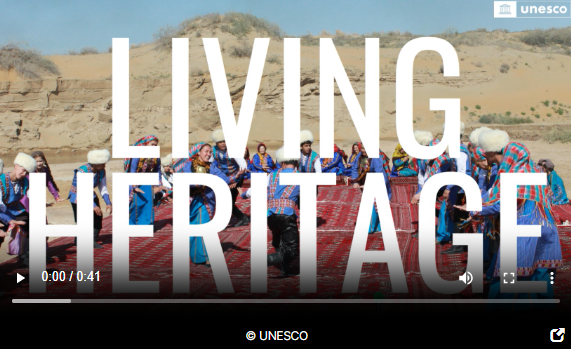 unesco
LIVING
HERITAGE
0:00 / 0:41
© UNESCO